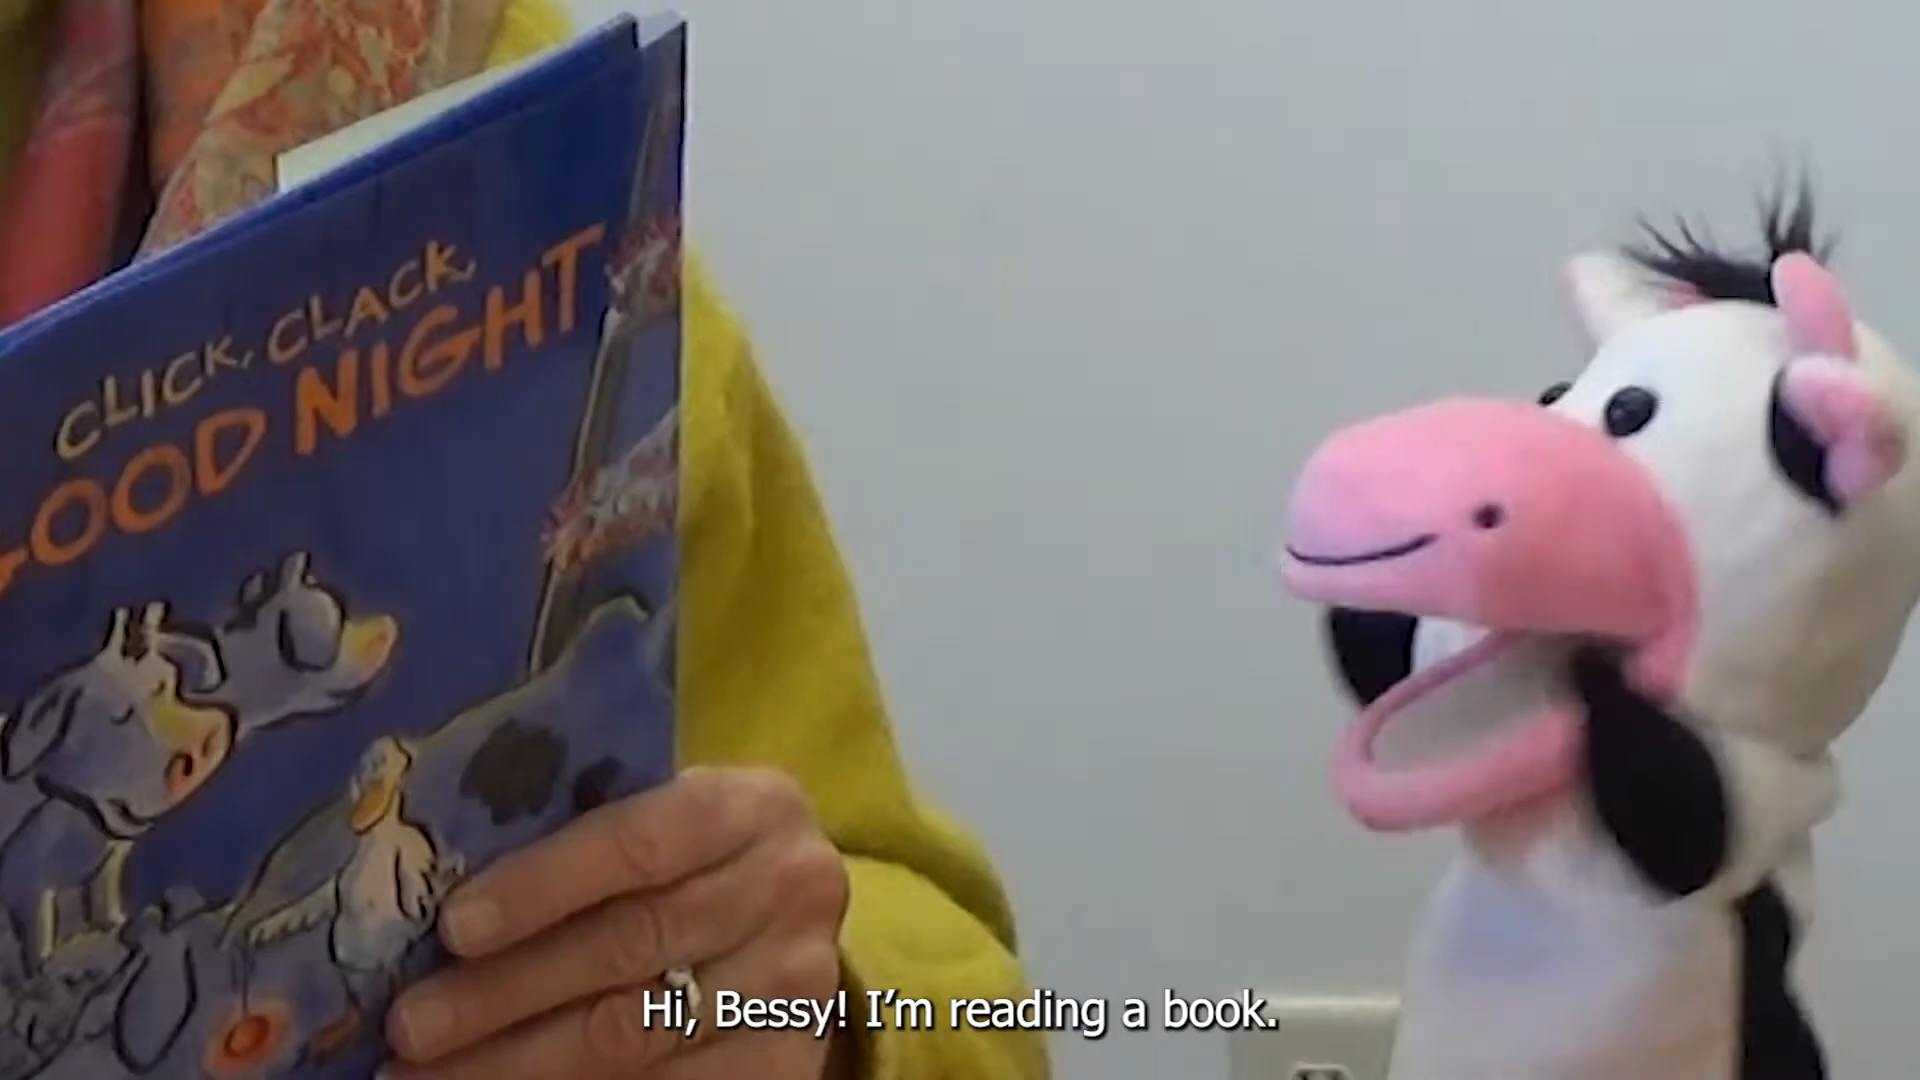 CLICK, CLACK,
GOOD NIGHT
Hi, Bessy! I’m reading a book.